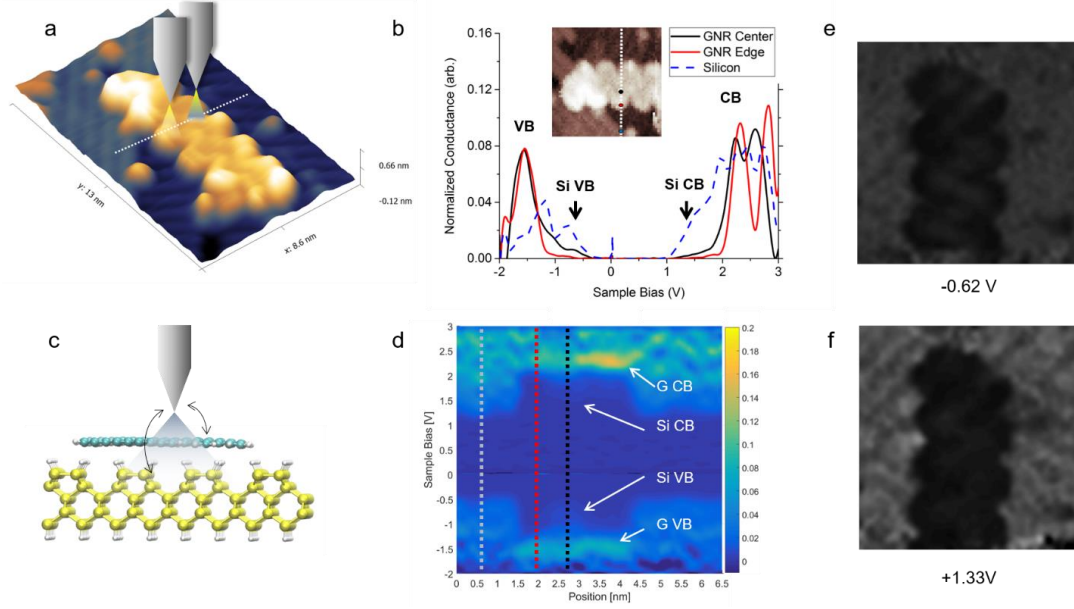 a
0.66 nm
-0.12 nm
y: 13 nm
x: 8.6 nm
b
Normalized Conductance (arb.)
0.16
0.12
0.08
0.04
0.00
-2
-1
0
1
2
3
Sample Bias (V)
GNR Center
GNR Edge
Silicon
VB
Si VB
Si CB
CB
e
-0.62 V
c
d
Sample Bias [V]
3
2.5
2
1.5
1
0.5
0
-0.5
-1
-1.5
-2
0
0.5
1
1.5
2
2.5
3
3.5
4
4.5
5
5.5
6
6.5
Position [nm]
G CB
Si CB
Si VB
G VB
0.2
0.18
0.16
0.14
0.12
0.1
0.08
0.06
0.04
0.02
0
f
+1.33V